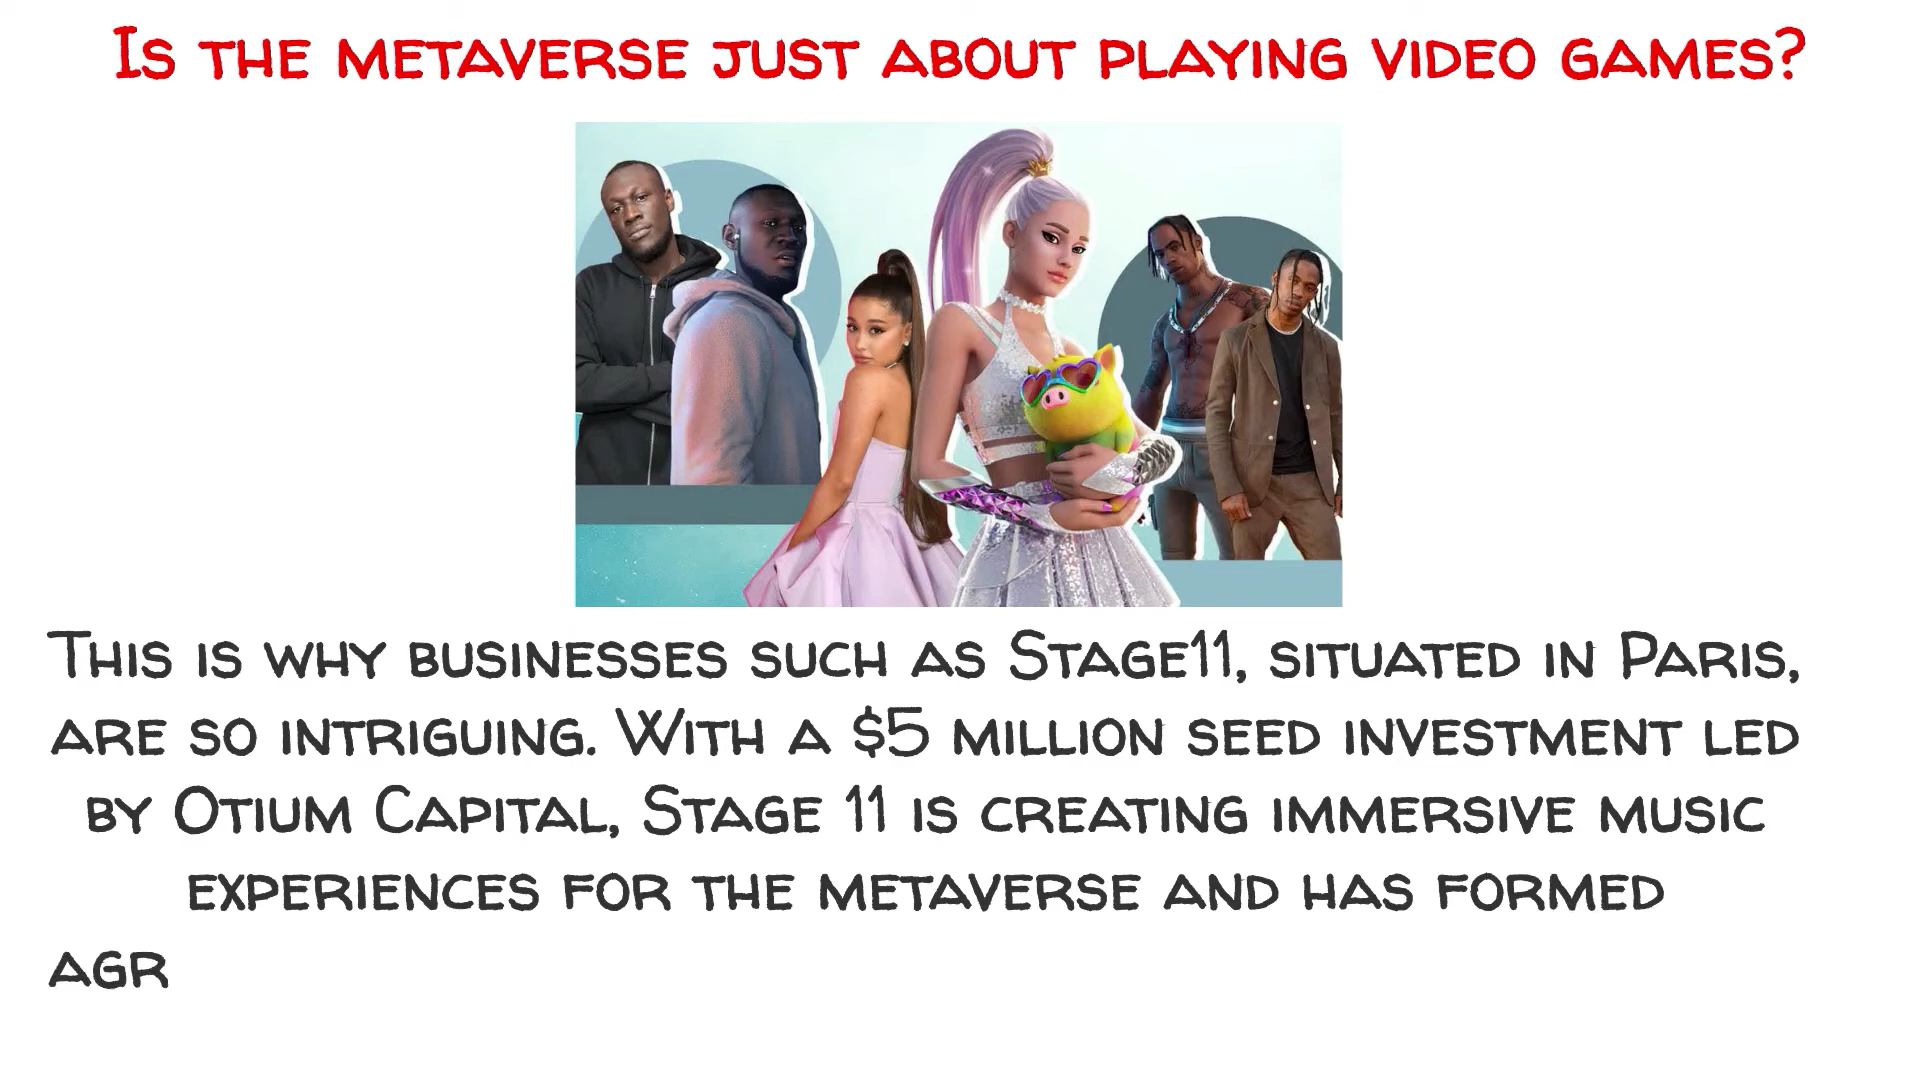 Is the metaverse just about playing video games?
This is why businesses such as Stage11, situated in Paris,
are so intriguing. With a $5 million seed investment led
by Otium Capital, Stage 11 is creating immersive music
experiences for the metaverse and has formed
agr